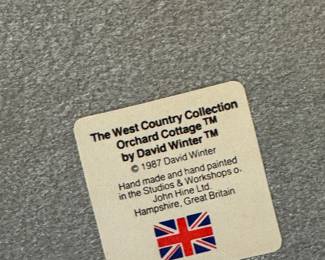 The West Country Collection
Orchard Cottage™
by David Winter™
© 1987 David Winter
Hand made and hand painted
in the Studios & Workshops o.
John Hine Ltd.
Hampshire, Great Britain